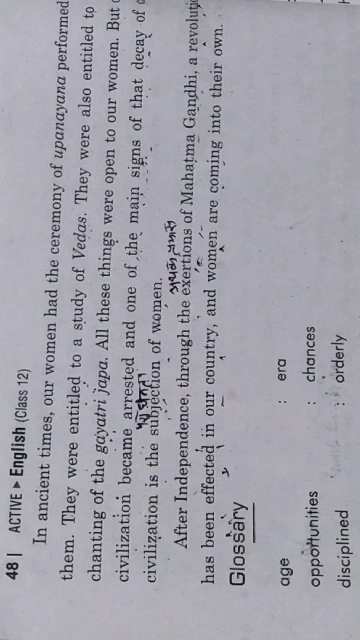 48 | ACTIVE ▸ English (Class 12)
In ancient times, our women had the ceremony of upanayana performed
them. They were entitled to a study of Vedas. They were also entitled to
chanting of the gayatri japa. All these things were open to our women. But
civilization became arrested and one of the main signs of that decay of
civilization is the subjection of women.
After Independence, through the exertions of Mahatma Gandhi, a
has been effected in our country, and women are coming into their own.
Glossary
age : era
opportunities : chances
disciplined : orderly